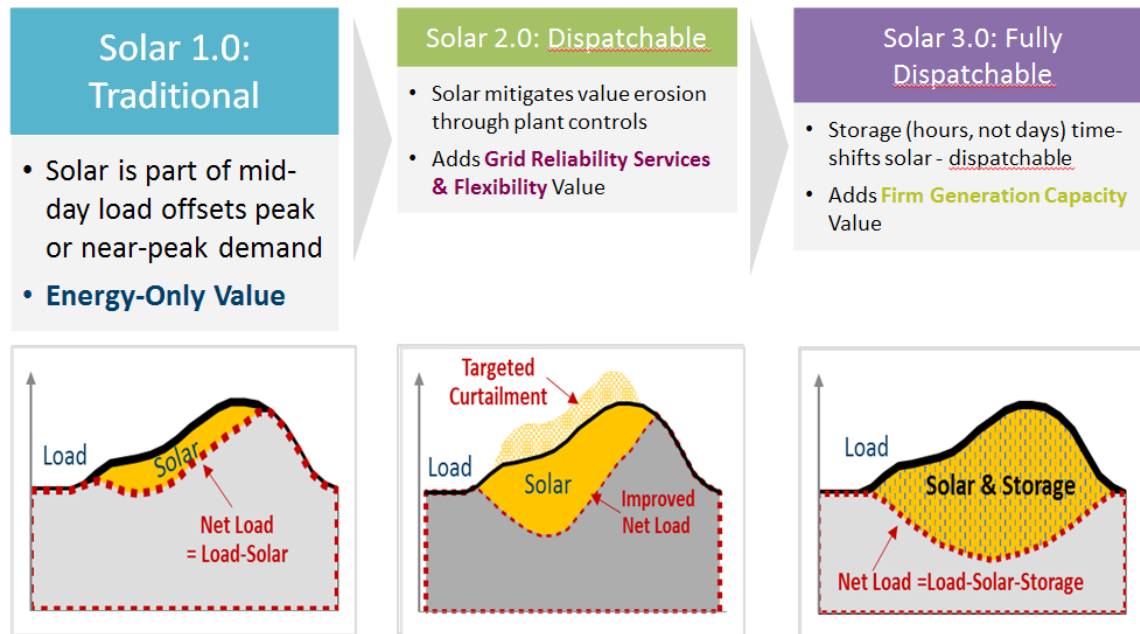 Solar 1.0:
Traditional
• Solar is part of mid-
day load offsets peak
or near-peak demand
• Energy-Only Value
Solar 2.0: Dispatchable
• Solar mitigates value erosion
through plant controls
• Adds Grid Reliability Services
& Flexibility Value
Solar 3.0: Fully
Dispatchable
• Storage (hours, not days) time-
shifts solar - dispatchable
• Adds Firm Generation Capacity
Value
Load
Solar
Net Load
= Load-Solar
Targeted
Curtailment
Load
Solar
Improved
Net Load
Load
Solar & Storage
Net Load =Load-Solar-Storage